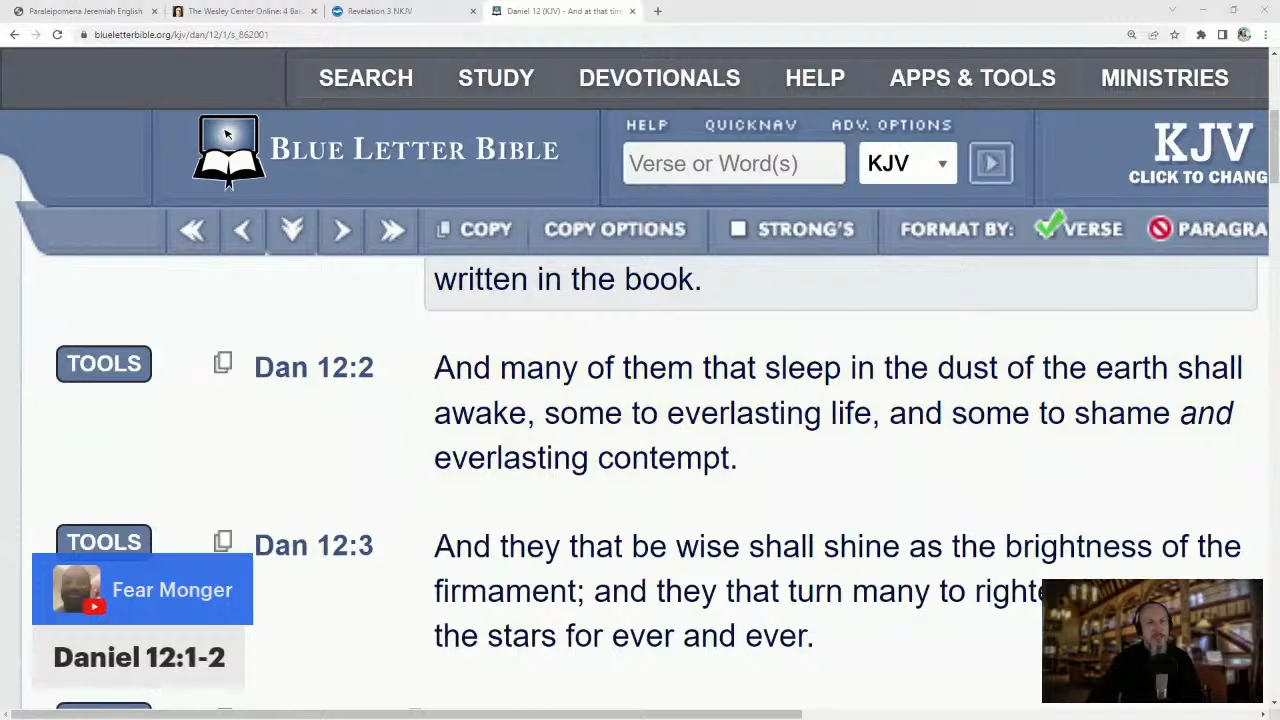 Paraleipomena Jeremiah English
The Wesley Center Online: 4 Ba
Revelation 3 NKJV
Daniel 12 (KJV) - And at that tim
blueletterbible.org/kjv/dan/12/1/s_862001
SEARCH STUDY DEVOTIONALS HELP APPS & TOOLS MINISTRIES
HELP QUICKNAV ADV. OPTIONS
BLUE LETTER BIBLE
Verse or Word(s) KJV
KJV
CLICK TO CHANG
COPY COPY OPTIONS STRONG'S FORMAT BY: VERSE PARAGRA
written in the book.
TOOLS Dan 12:2 And many of them that sleep in the dust of the earth shall
awake, some to everlasting life, and some to shame and
everlasting contempt.
TOOLS Dan 12:3 And they that be wise shall shine as the brightness of the
firmament; and they that turn many to righte
the stars for ever and ever.
Fear Monger
Daniel 12:1-2